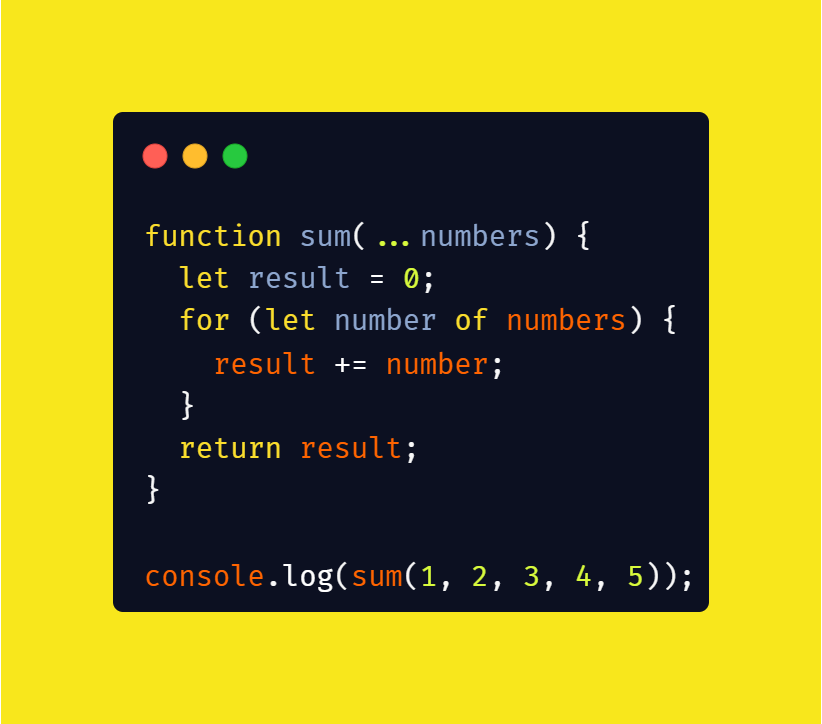 function sum(...numbers) {
  let result = 0;
  for (let number of numbers) {
    result += number;
  }
  return result;
}

console.log(sum(1, 2, 3, 4, 5));